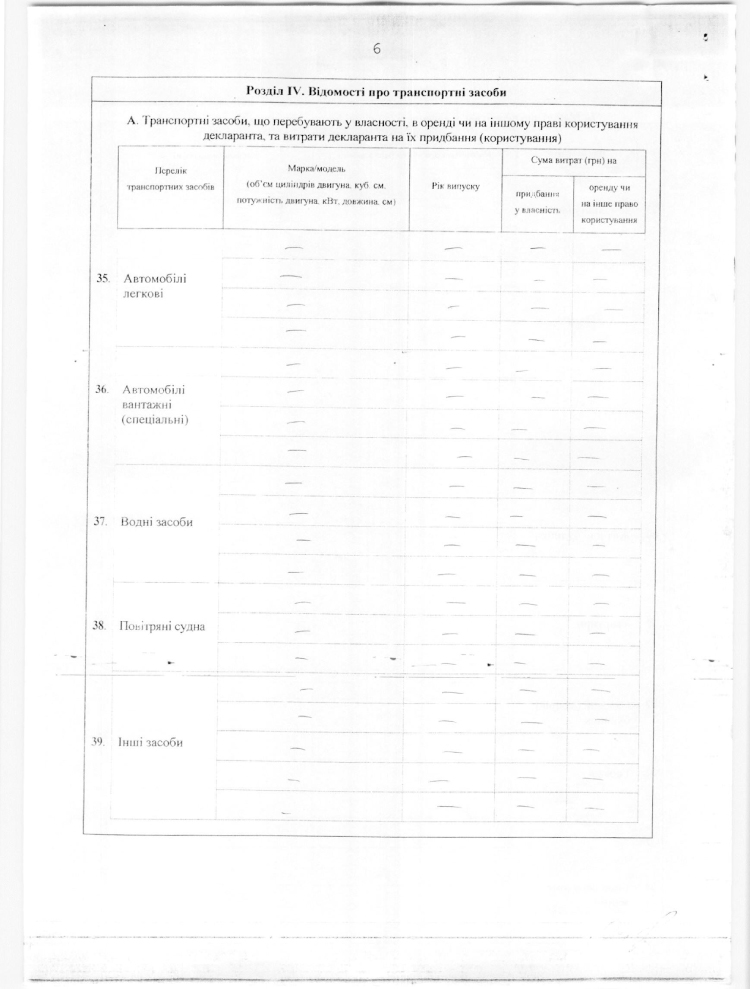 6
Розділ IV. Відомості про транспортні засоби
А. Транспортні засоби, що перебувають у власності, в оренді чи на іншому праві користування
декларанта, та витрати декларанта на їх придбання (користування)
Перелік
транспортних засобів
Марка/модель
(об’єм циліндрів двигуна, куб. см,
потужність двигуна, кВт, довжина, см)
Рік випуску
Сума витрат (грн) на
придбання
у власність
оренду чи
на інше право
користування
— — — —
35. Автомобілі
легкові
— — — —
— — — —
— — — —
— — — —
36. Автомобілі
вантажні
(спеціальні)
— — — —
— — — —
— — — —
— — — —
37. Водні засоби
— — — —
— — — —
— — — —
— — — —
38. Повітряні судна
— — — —
— — — —
— — — —
39. Інші засоби
— — — —
— — — —
— — — —
— — — —